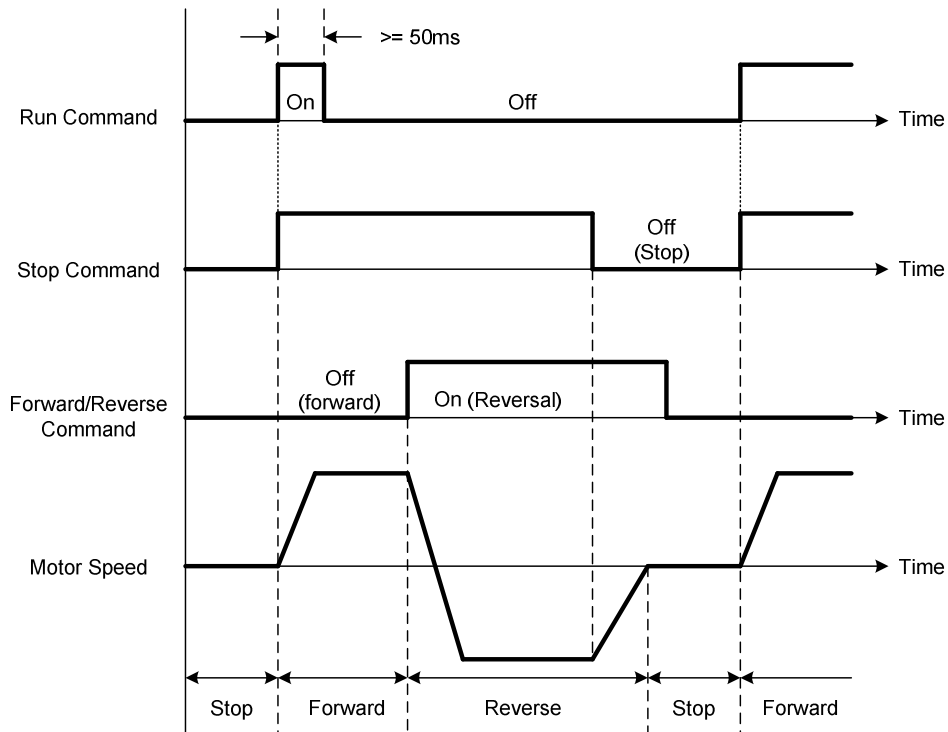 >= 50ms
Run Command
On
Off
Time
Stop Command
Off
(Stop)
Time
Forward/Reverse
Command
Off
(forward)
On (Reversal)
Time
Motor Speed
Time
Stop
Forward
Reverse
Stop
Forward